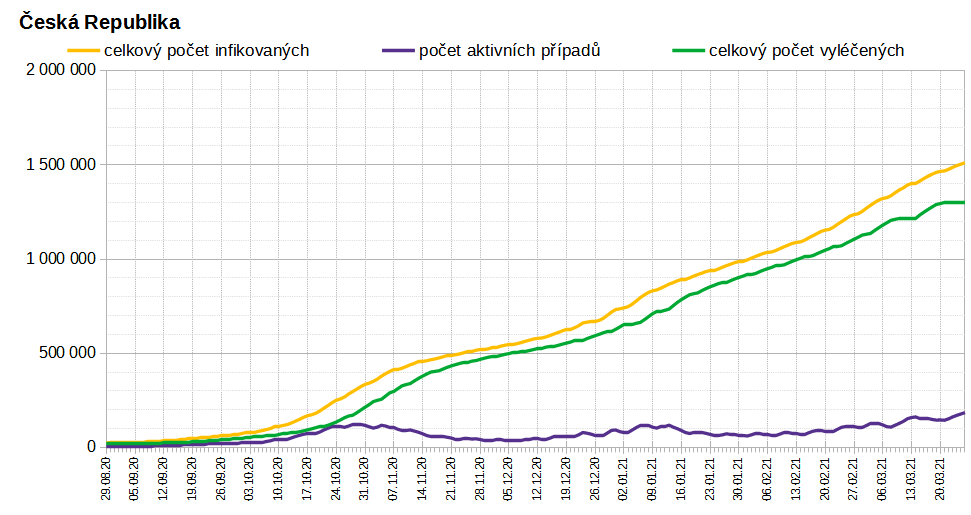 Česká Republika
celkový počet infikovaných počet aktivních případů celkový počet vyléčených
2 000 000
1 500 000
1 000 000
500 000
0
29.08.20 05.09.20 12.09.20 19.09.20 26.09.20 03.10.20 10.10.20 17.10.20 24.10.20 31.10.20 07.11.20 14.11.20 21.11.20 28.11.20 05.12.20 12.12.20 19.12.20 26.12.20 02.01.21 09.01.21 16.01.21 23.01.21 30.01.21 06.02.21 13.02.21 20.02.21 27.02.21 06.03.21 13.03.21 20.03.21